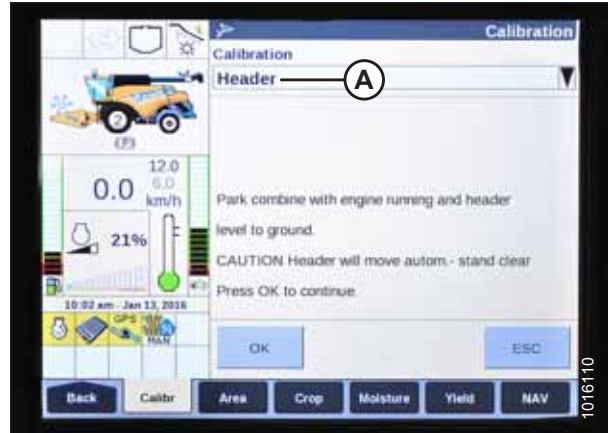 Calibration
Calibration
Header
A
2
(P)
12.0
6.0
0.0 km/h
21%
Park combine with engine running and header
level to ground.
CAUTION Header will move autom.- stand clear
Press OK to continue.
10:02 am Jan 13, 2016
GPS
MAN
OK
ESC
Back
Calibr
Area
Crop
Moisture
Yield
NAV
1016110